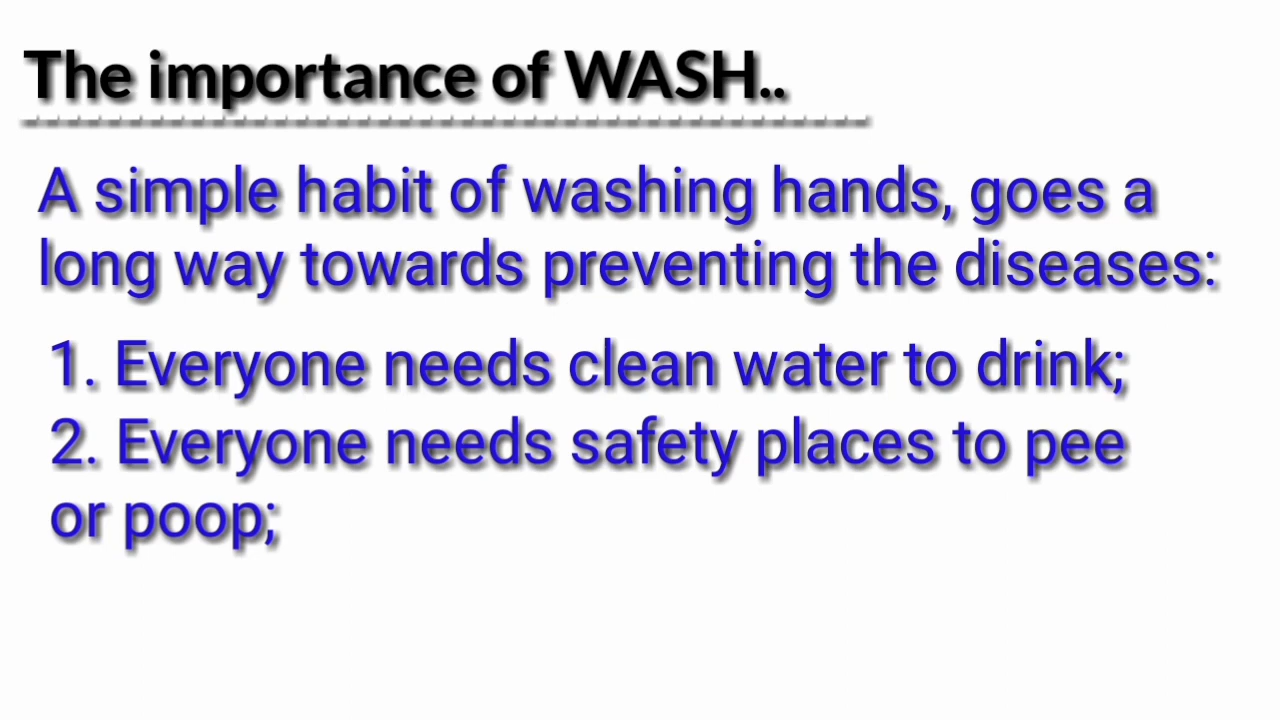 The importance of WASH..
A simple habit of washing hands, goes a
long way towards preventing the diseases:
1. Everyone needs clean water to drink;
2. Everyone needs safety places to pee
or poop;